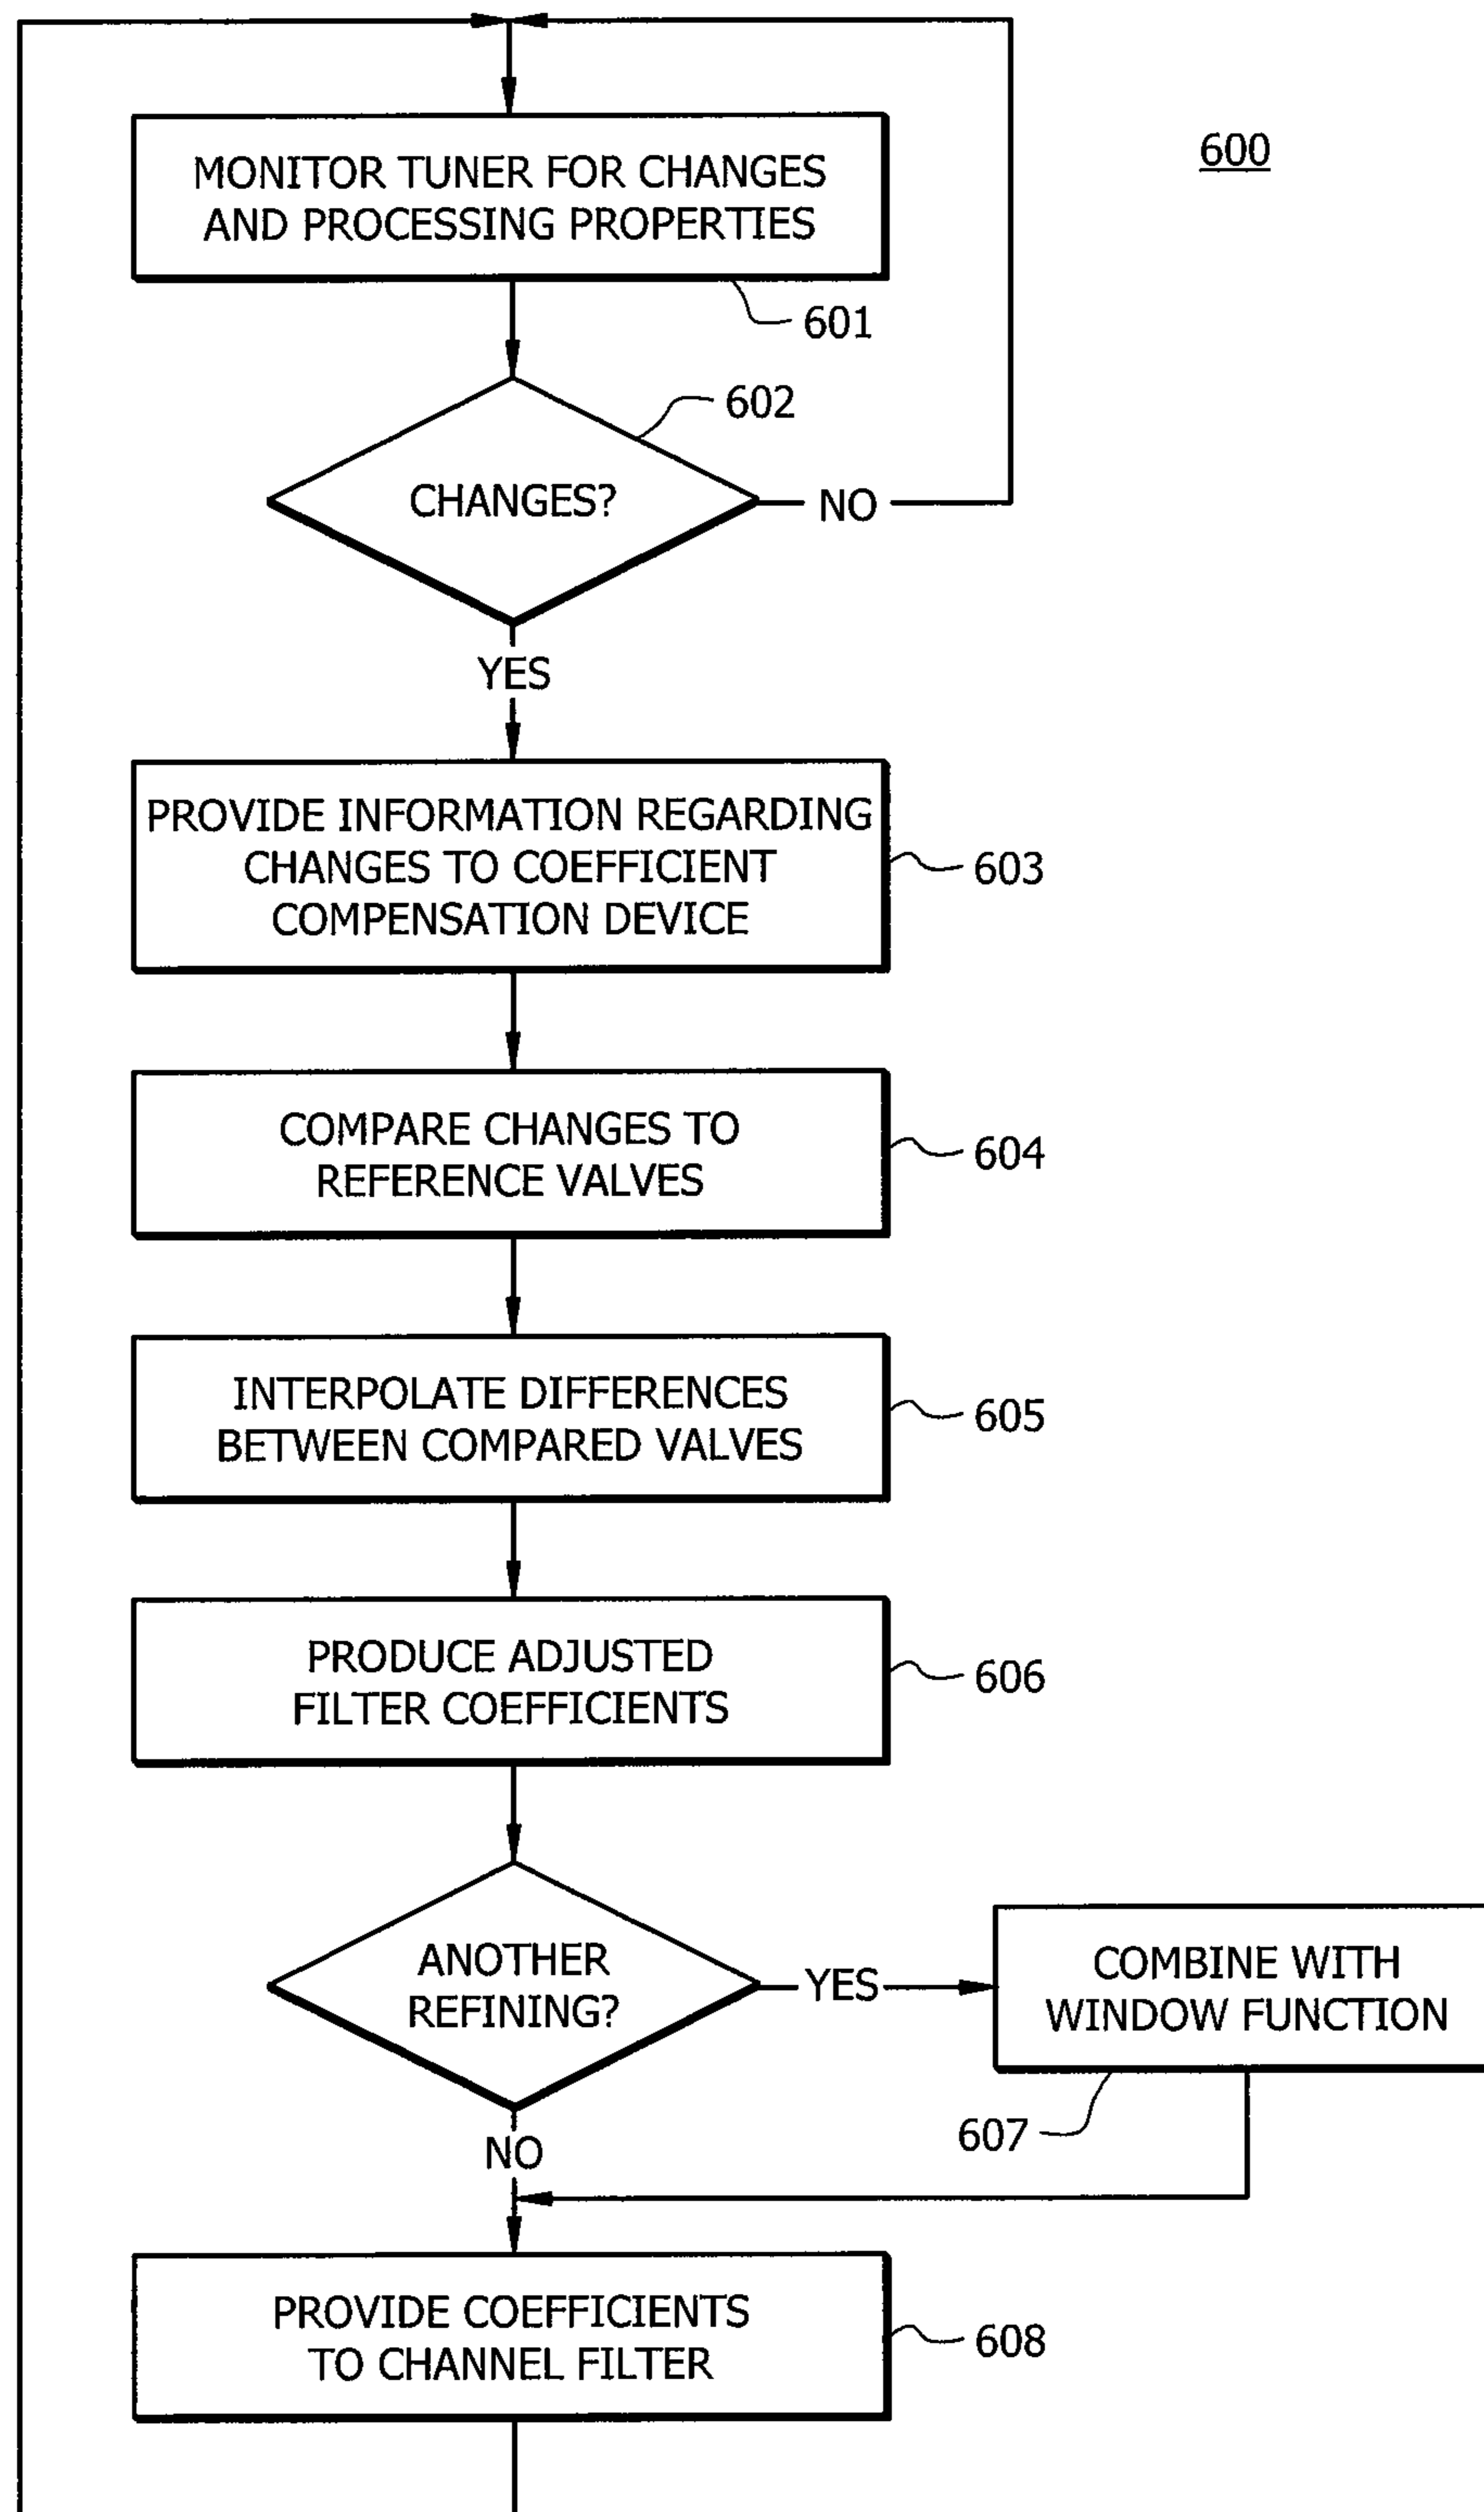 600
MONITOR TUNER FOR CHANGES
AND PROCESSING PROPERTIES
601
602
CHANGES?
NO
YES
PROVIDE INFORMATION REGARDING
CHANGES TO COEFFICIENT
COMPENSATION DEVICE
603
COMPARE CHANGES TO
REFERENCE VALVES
604
INTERPOLATE DIFFERENCES
BETWEEN COMPARED VALVES
605
PRODUCE ADJUSTED
FILTER COEFFICIENTS
606
ANOTHER
REFINING?
YES
COMBINE WITH
WINDOW FUNCTION
607
NO
PROVIDE COEFFICIENTS
TO CHANNEL FILTER
608